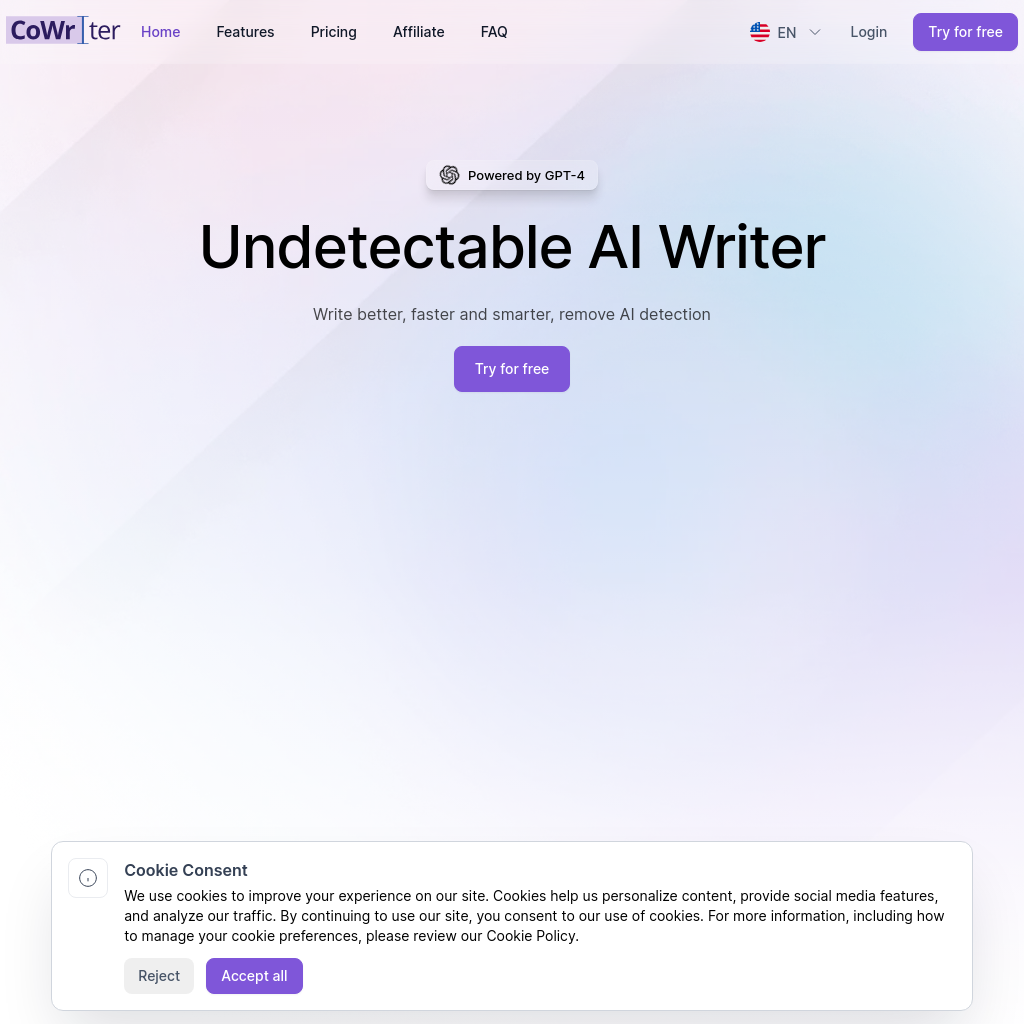 CoWrIter
Home Features Pricing Affiliate FAQ EN Login Try for free
Powered by GPT-4
Undetectable AI Writer
Write better, faster and smarter, remove AI detection
Try for free
Cookie Consent
We use cookies to improve your experience on our site. Cookies help us personalize content, provide social media features,
and analyze our traffic. By continuing to use our site, you consent to our use of cookies. For more information, including how
to manage your cookie preferences, please review our Cookie Policy.
Reject Accept all